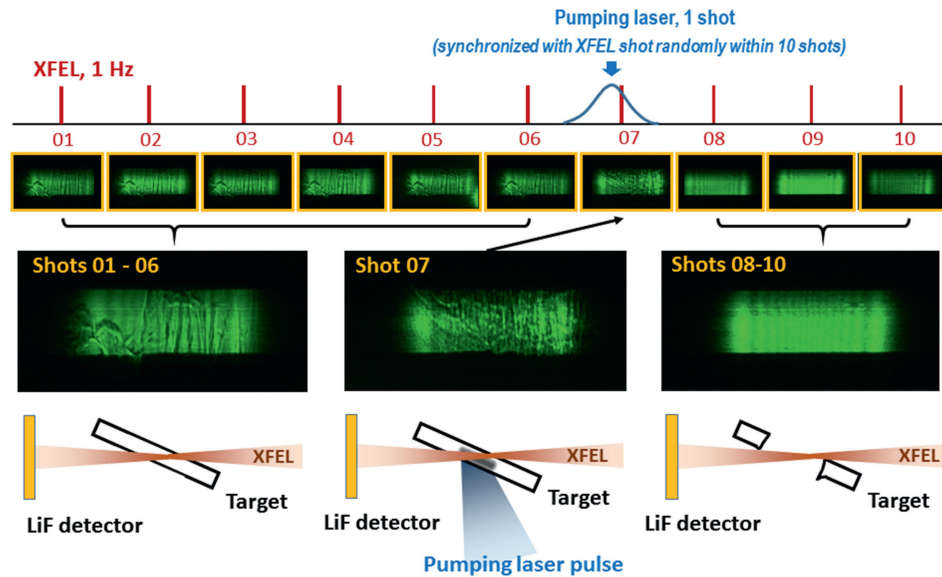 Pumping laser, 1 shot
(synchronized with XFEL shot randomly within 10 shots)
XFEL, 1 Hz
01 02 03 04 05 06 07 08 09 10
Shots 01 - 06
Shot 07
Shots 08-10
XFEL
Target
LiF detector
XFEL
Target
LiF detector
Pumping laser pulse
XFEL
Target
LiF detector